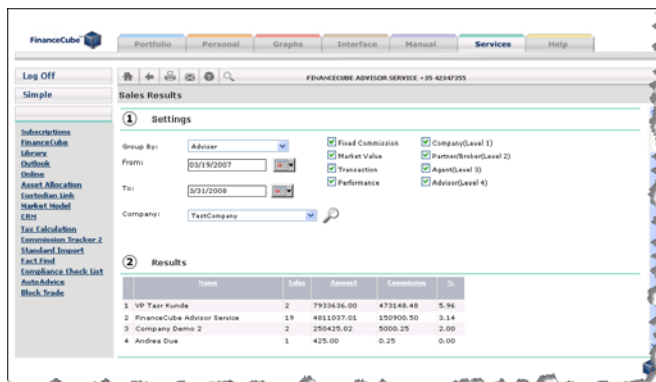 FinanceCube
Portfolio Personal Graphs Interface Manual Services Help
Log Off
FINANCECUBE ADVISOR SERVICE +35 42347355
Simple
Sales Results
1 Settings
Subscriptions
FinanceCube
Library
Outlook
Online
Asset Allocation
Custodian Link
Market Model
CRM
Tax Calculation
Commission Tracker 2
Standard Import
Fact Find
Compliance Check List
AutoAdvice
Block Trade
Group By: Adviser
From: 03/19/2007
To: 3/31/2008
Company: TestCompany
Fixed Commission
Market Value
Transaction
Performance
Company(Level 1)
Partner/Broker(Level 2)
Agent(Level 3)
Advisor(Level 4)
2 Results
Name Sales Amount Commission %
1 VP Tasr Kunde 2 7933636.00 473148.48 5.96
2 FinanceCube Advisor Service 19 4811037.01 150900.50 3.14
3 Company Demo 2 2 250425.02 5000.25 2.00
4 Andrea Due 1 425.00 0.25 0.00